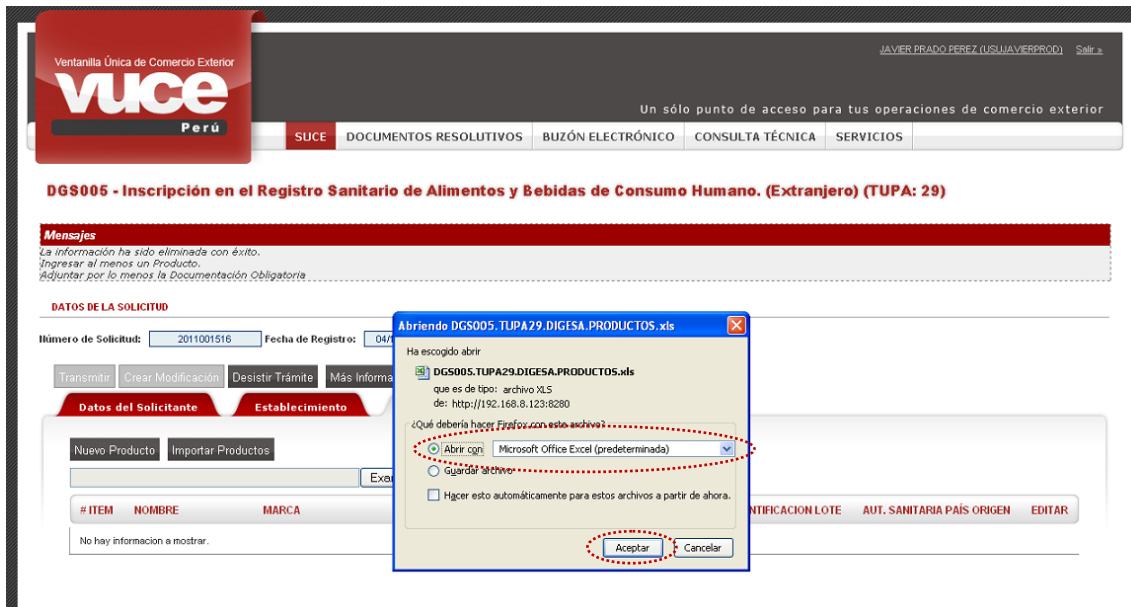 Ventanilla Única de Comercio Exterior
vuce
Perú
JAVIER PRADO PEREZ (USUJAVIERPROD) Salir »
Un sólo punto de acceso para tus operaciones de comercio exterior
SUCE DOCUMENTOS RESOLUTIVOS BUZÓN ELECTRÓNICO CONSULTA TÉCNICA SERVICIOS
DGS005 - Inscripción en el Registro Sanitario de Alimentos y Bebidas de Consumo Humano. (Extranjero) (TUPA: 29)
Mensajes
La información ha sido eliminada con éxito.
Ingresar al menos un Producto.
Adjuntar por lo menos la Documentación Obligatoria
DATOS DE LA SOLICITUD
Número de Solicitud: 2011001516 Fecha de Registro: 04/
Transmitir Crear Modificación Desistir Trámite Más Informa
Datos del Solicitante Establecimiento
Nuevo Producto Importar Productos
Exa
# ITEM NOMBRE MARCA NTIFICACION LOTE AUT. SANITARIA PAÍS ORIGEN EDITAR
No hay informacion a mostrar.
Abriendo DGS005.TUPA29.DIGESA.PRODUCTOS.xls
Ha escogido abrir
DGS005.TUPA29.DIGESA.PRODUCTOS.xls
que es de tipo: archivo XLS
de: http://192.168.8.123:8280
¿Qué debería hacer Firefox con este archivo?
Abrir con Microsoft Office Excel (predeterminada)
Guardar archivo
Hacer esto automáticamente para estos archivos a partir de ahora.
Aceptar Cancelar